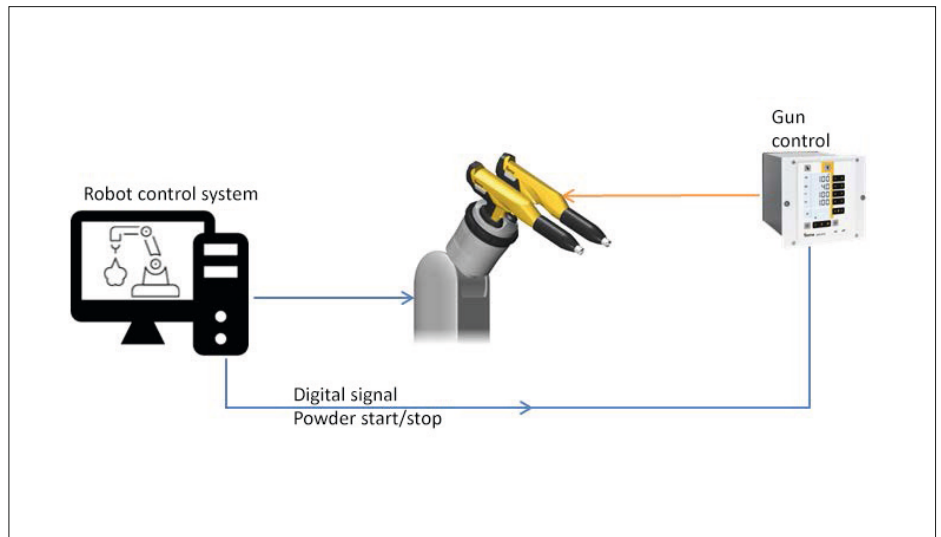 Gun
control
Robot control system
Digital signal
Powder start/stop